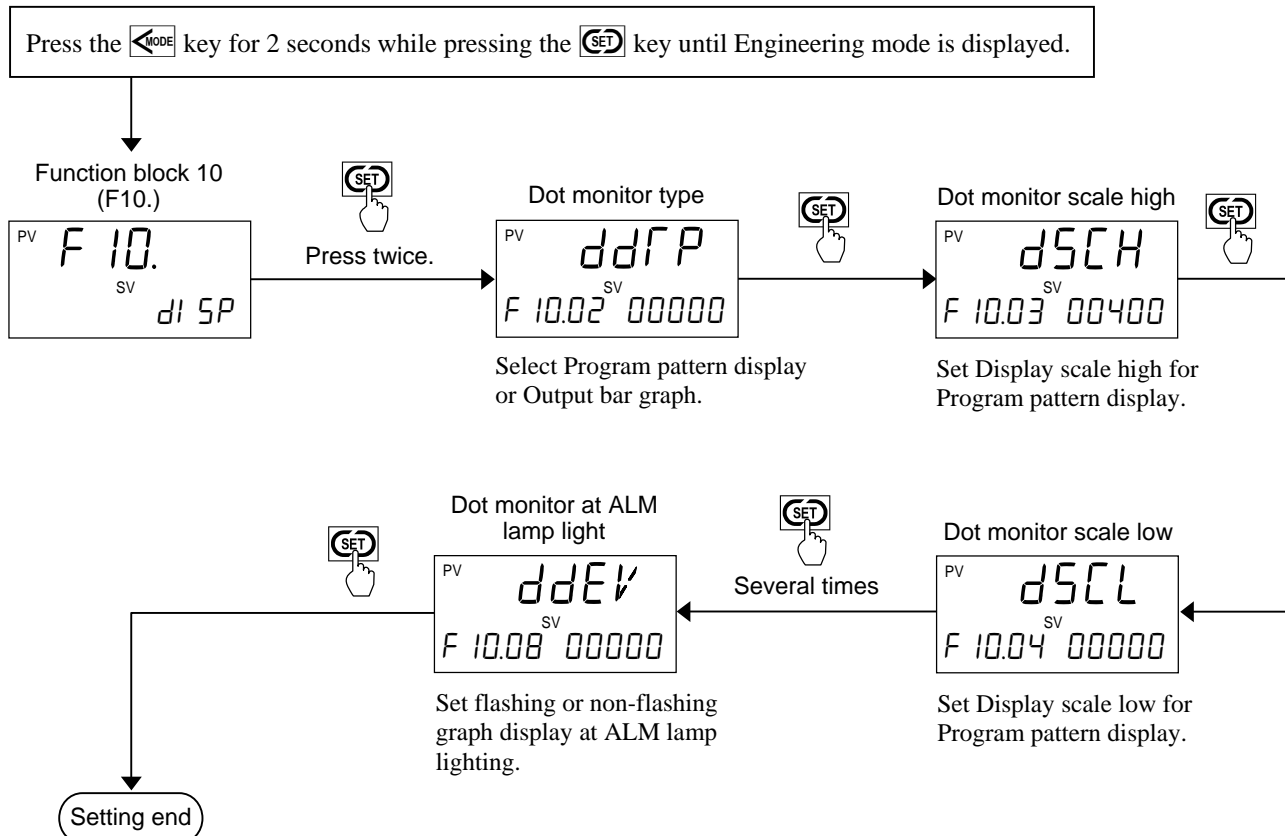 Press the <MODE key for 2 seconds while pressing the SET key until Engineering mode is displayed.
Function block 10
(F10.)
PV
F 10.
SV
dI SP
SET
Press twice.
Dot monitor type
PV
ddΓP
SV
F 10.02 00000
Select Program pattern display
or Output bar graph.
SET
Dot monitor scale high
PV
dSCH
SV
F 10.03 00400
Set Display scale high for
Program pattern display.
SET
Dot monitor scale low
PV
dSCL
SV
F 10.04 00000
Set Display scale low for
Program pattern display.
SET
Several times
Dot monitor at ALM
lamp light
PV
ddEV
SV
F 10.08 00000
Set flashing or non-flashing
graph display at ALM lamp
lighting.
SET
Setting end